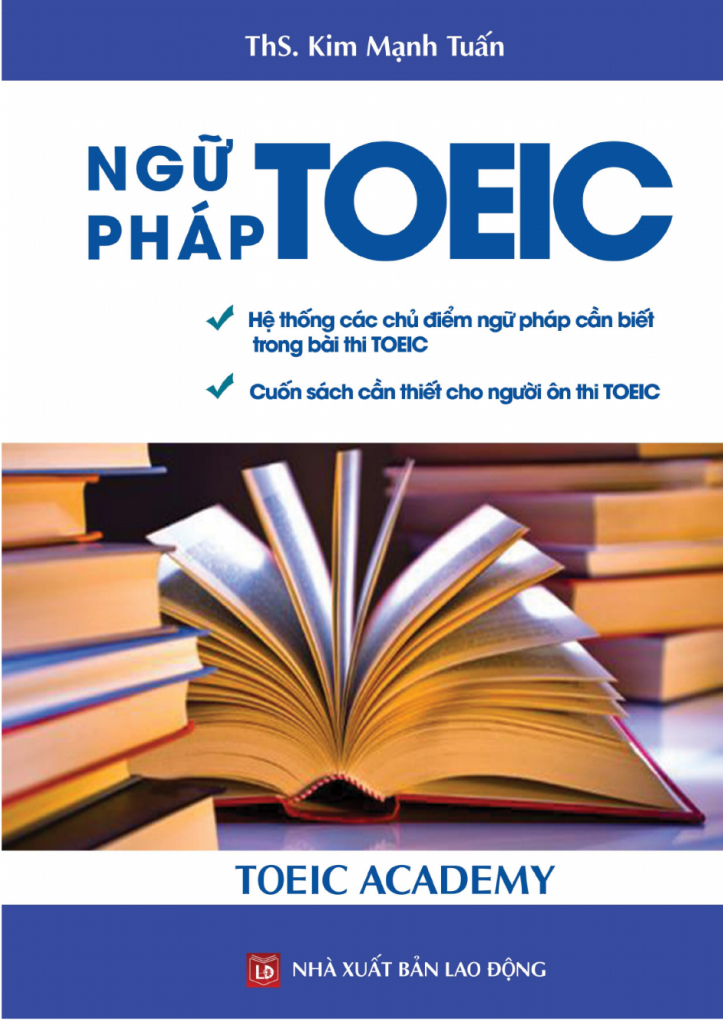 ThS. Kim Mạnh Tuấn
NGỮ
PHÁP
TOEIC
Hệ thống các chủ điểm ngữ pháp cần biết
trong bài thi TOEIC
Cuốn sách cần thiết cho người ôn thi TOEIC
TOEIC ACADEMY
LĐ
NHÀ XUẤT BẢN LAO ĐỘNG